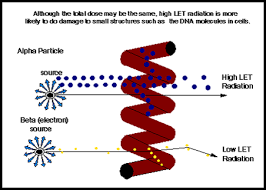 Although the total dose may be the same, high LET radiation is more
likely to do damage to small structures such as the DNA molecules in cells.
Alpha Particle
source
High LET
Radiation
Beta (electron)
source
Low LET
Radiation